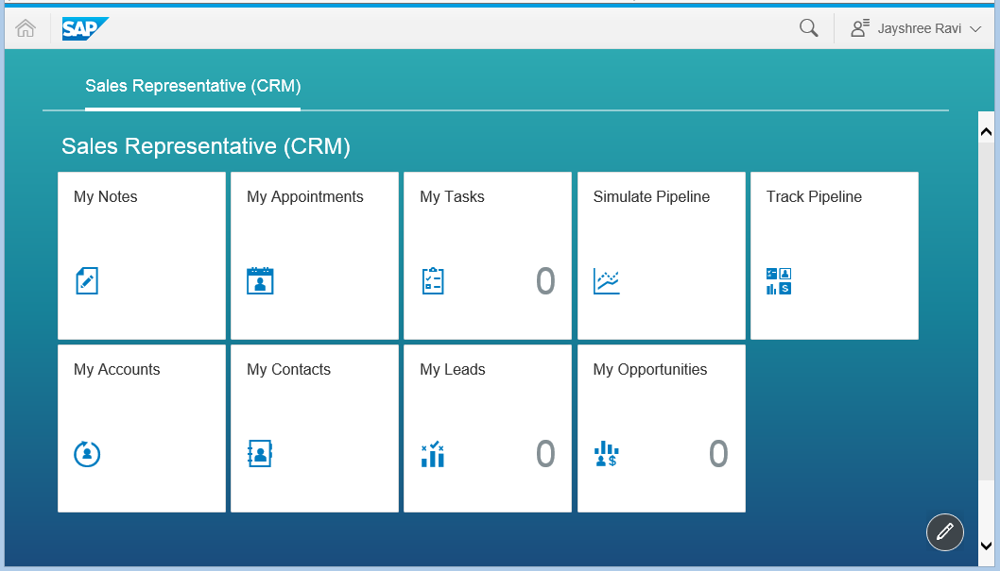 SAP
Jayshree Ravi
Sales Representative (CRM)
Sales Representative (CRM)
My Notes
My Appointments
My Tasks
0
Simulate Pipeline
Track Pipeline
My Accounts
My Contacts
My Leads
0
My Opportunities
0